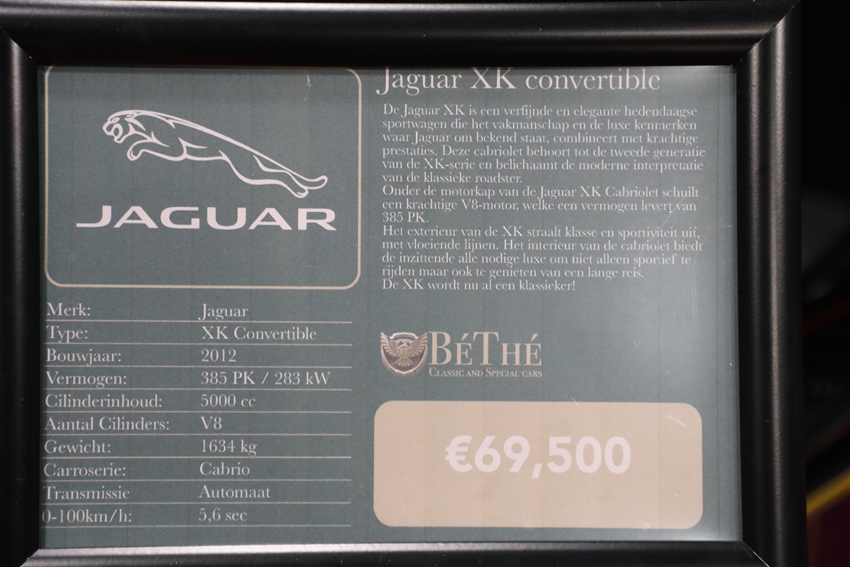 JAGUAR
Jaguar XK convertible
De Jaguar XK is een verfijnde en elegante hedendaagse
sportwagen die het vakmanschap en de luxe kenmerken
waar Jaguar om bekend staat, combineert met krachtige
prestaties. Deze cabriolet behoort tot de tweede generatie
van de XK-serie en belichaamt de moderne interpretatie
van de klassieke roadster.
Onder de motorkap van de Jaguar XK Cabriolet schuilt
een krachtige V8-motor, welke een vermogen levert van
385 PK.
Het exterieur van de XK straalt klasse en sportiviteit uit,
met vloeiende lijnen. Het interieur van de cabriolet biedt
de inzittende alle nodige luxe om niet alleen sportief te
rijden maar ook te genieten van een lange reis.
De XK wordt nu al een klassieker!
Merk: Jaguar
Type: XK Convertible
Bouwjaar: 2012
Vermogen: 385 PK / 283 kW
Cilinderinhoud: 5000 cc
Aantal Cilinders: V8
Gewicht: 1634 kg
Carroserie: Cabrio
Transmissie Automaat
0-100km/h: 5,6 sec
BéThé
Classic and Special cars
€69,500